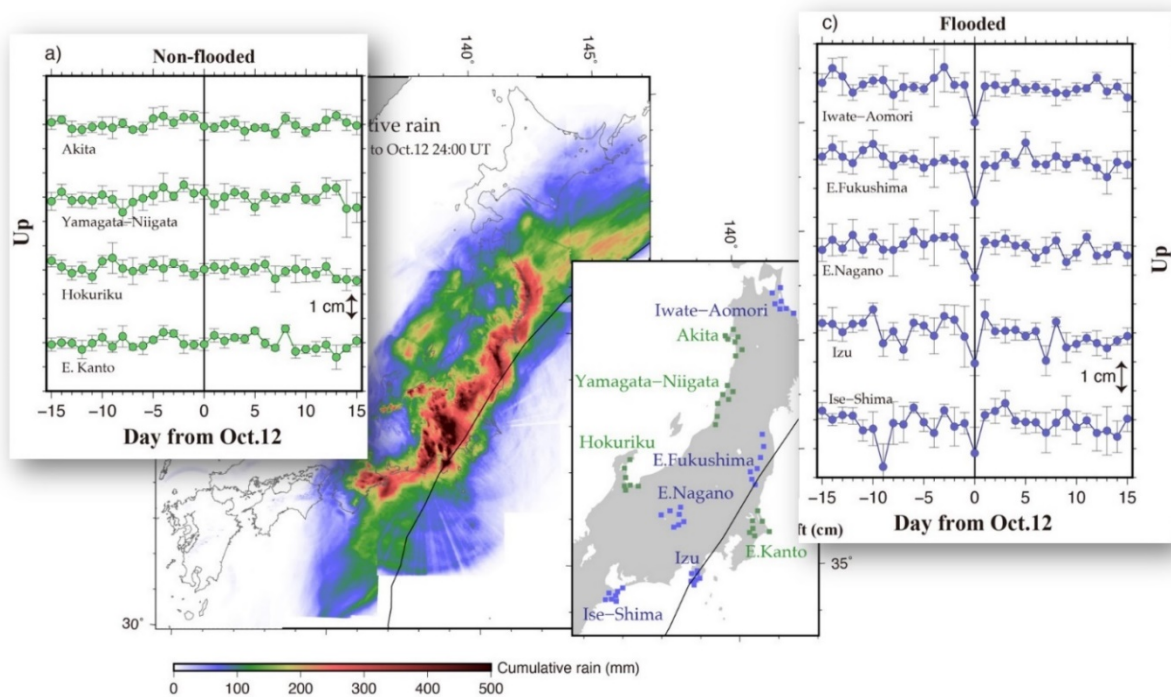 a)
Non-flooded
Akita
Yamagata-Niigata
Hokuriku
1 cm
E. Kanto
Up
−15 −10 −5 0 5 10 15
Day from Oct.12
140°
145°
tive rain
to Oct.12 24:00 UT
30°
Cumulative rain (mm)
0 100 200 300 400 500
140°
Iwate-Aomori
Akita
Yamagata-Niigata
Hokuriku
E.Fukushima
E.Nagano
E.Kanto
Izu
Ise-Shima
35°
c)
Flooded
Iwate-Aomori
E.Fukushima
E.Nagano
Izu
1 cm
Ise-Shima
Up
−15 −10 −5 0 5 10 15
ft (cm)
Day from Oct.12